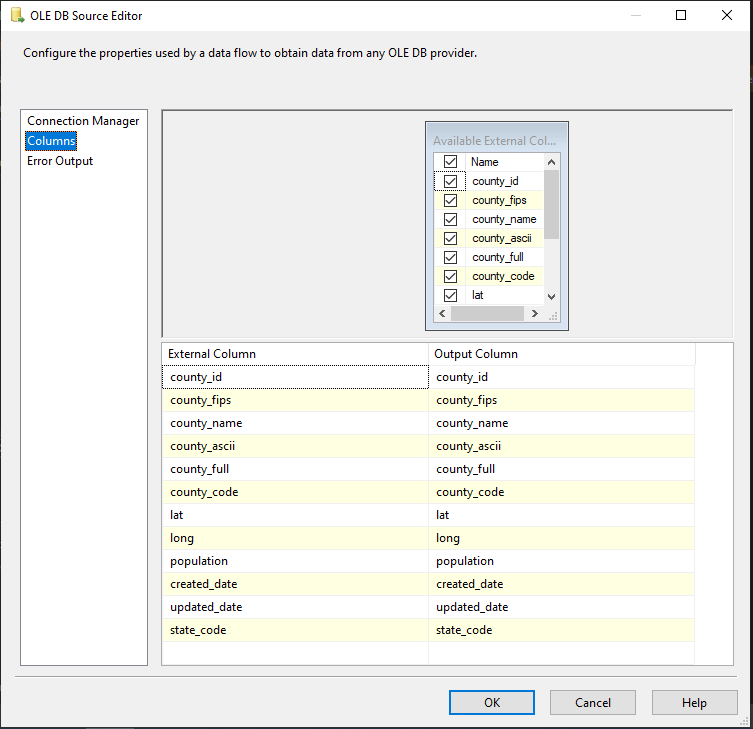 OLE DB Source Editor
Configure the properties used by a data flow to obtain data from any OLE DB provider.
Connection Manager
Columns
Error Output
Available External Col...
Name
county_id
county_fips
county_name
county_ascii
county_full
county_code
lat
External Column Output Column
county_id county_id
county_fips county_fips
county_name county_name
county_ascii county_ascii
county_full county_full
county_code county_code
lat lat
long long
population population
created_date created_date
updated_date updated_date
state_code state_code
OK Cancel Help